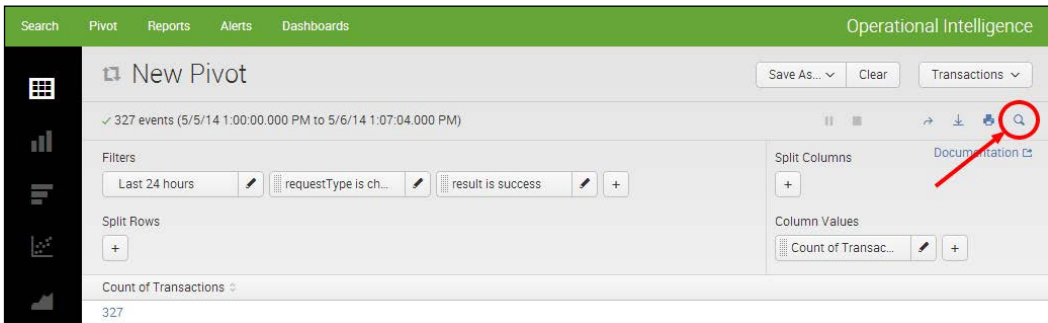 Search Pivot Reports Alerts Dashboards Operational Intelligence
New Pivot Save As... Clear Transactions
327 events (5/5/14 1:00:00.000 PM to 5/6/14 1:07:04.000 PM)
Filters Split Columns Documentation
Last 24 hours requestType is ch... result is success + +
Split Rows Column Values
+ Count of Transac... +
Count of Transactions
327